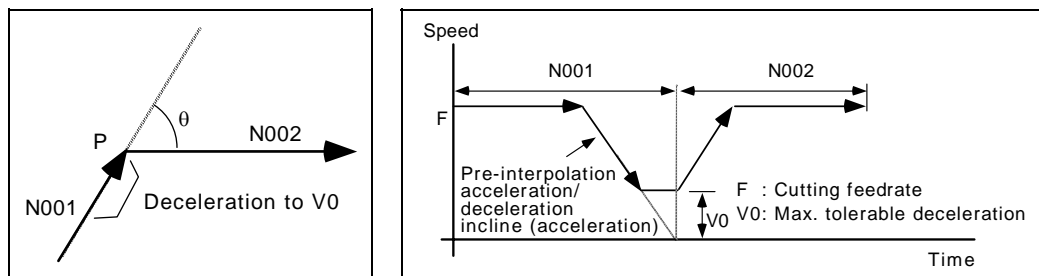 P
θ
N002
N001
Deceleration to V0
Speed
N001
N002
F
Pre-interpolation
acceleration/
deceleration
incline (acceleration)
V0
F : Cutting feedrate
V0: Max. tolerable deceleration
Time